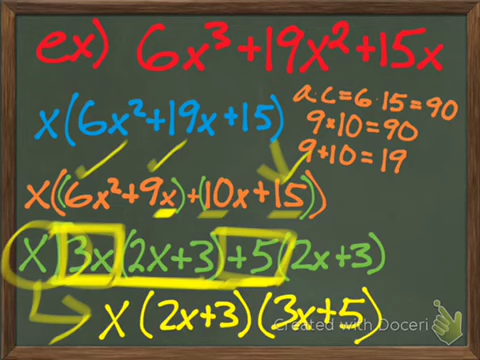 ex) 6x³+19x²+15x
x(6x²+19x+15)
a·c=6·15=90
9×10=90
9+10=19
x((6x²+9x)+(10x+15))
x(3x(2x+3)+5(2x+3)
x(2x+3)(3x+5)
Created with Doceri